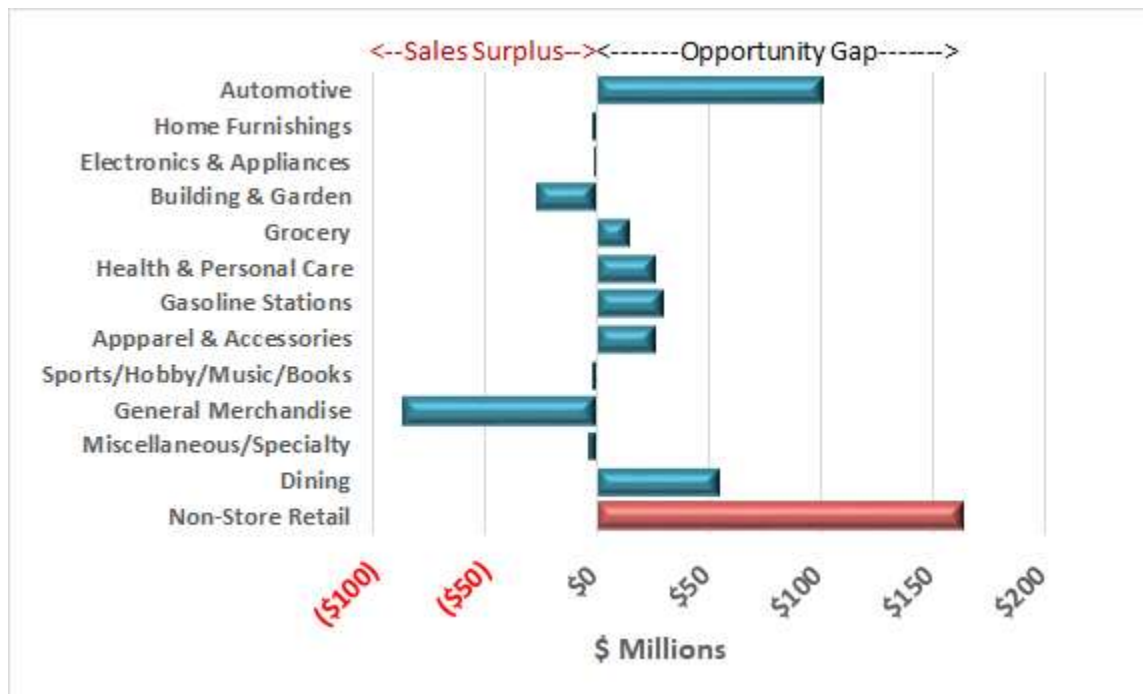 <--Sales Surplus--><-------Opportunity Gap------->
Automotive
Home Furnishings
Electronics & Appliances
Building & Garden
Grocery
Health & Personal Care
Gasoline Stations
Appparel & Accessories
Sports/Hobby/Music/Books
General Merchandise
Miscellaneous/Specialty
Dining
Non-Store Retail
($100) ($50) $0 $50 $100 $150 $200
$ Millions